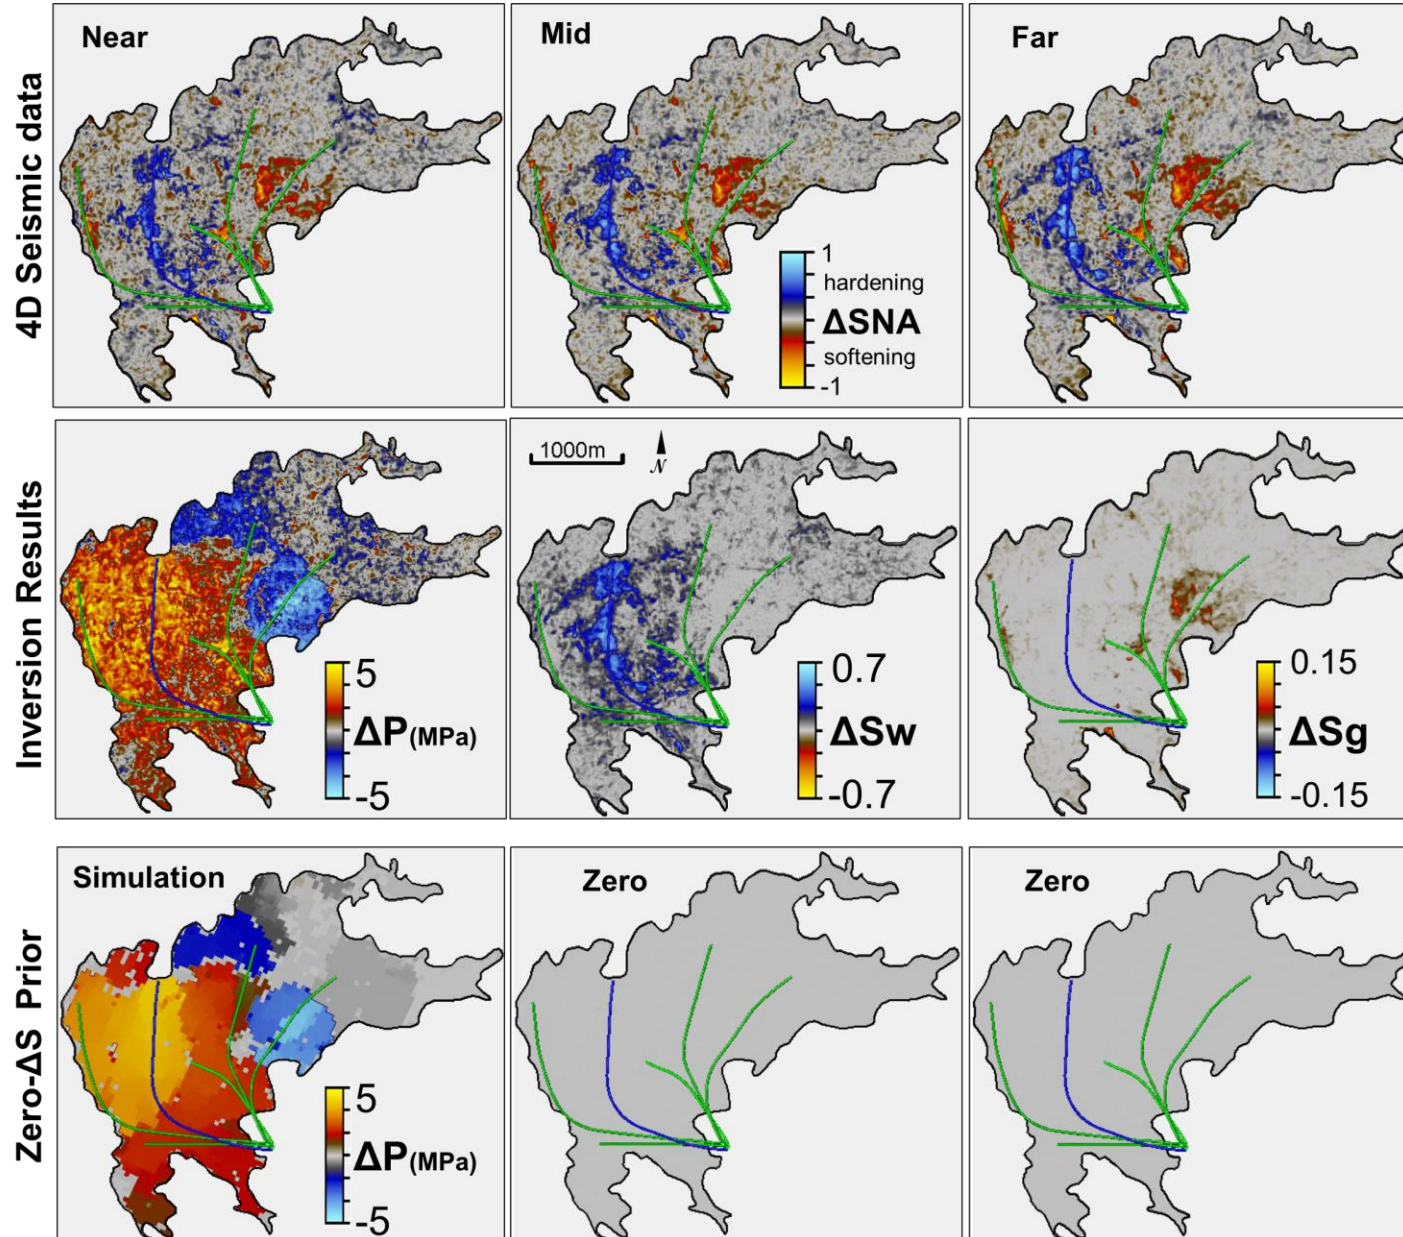 4D Seismic data
Near
Mid
Far
1
hardening
ΔSNA
softening
-1
Inversion Results
5
ΔP(MPa)
-5
1000m
N
0.7
ΔSw
-0.7
0.15
ΔSg
-0.15
Zero-ΔS Prior
Simulation
5
ΔP(MPa)
-5
Zero
Zero